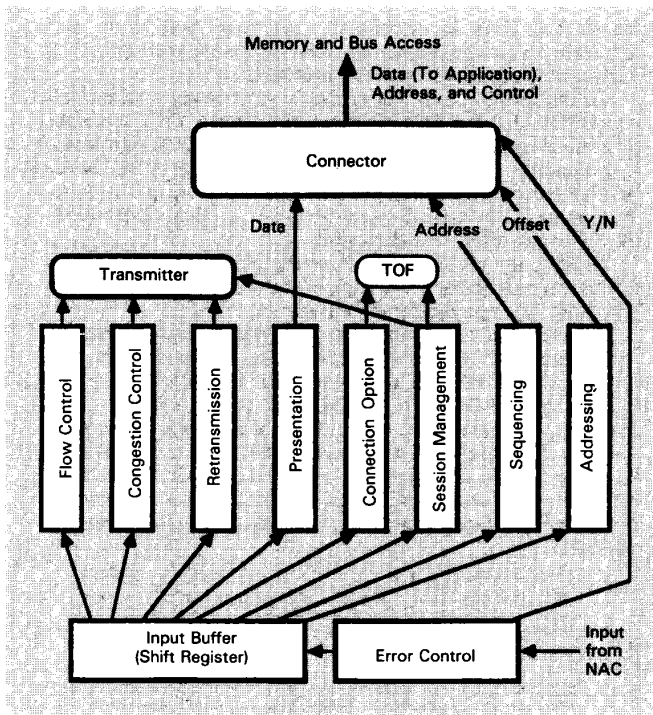 Memory and Bus Access
Data (To Application),
Address, and Control
Connector
Data
Address
Offset
Y/N
Transmitter
TOF
Flow Control
Congestion Control
Retransmission
Presentation
Connection Option
Session Management
Sequencing
Addressing
Input Buffer
(Shift Register)
Error Control
Input
from
NAC